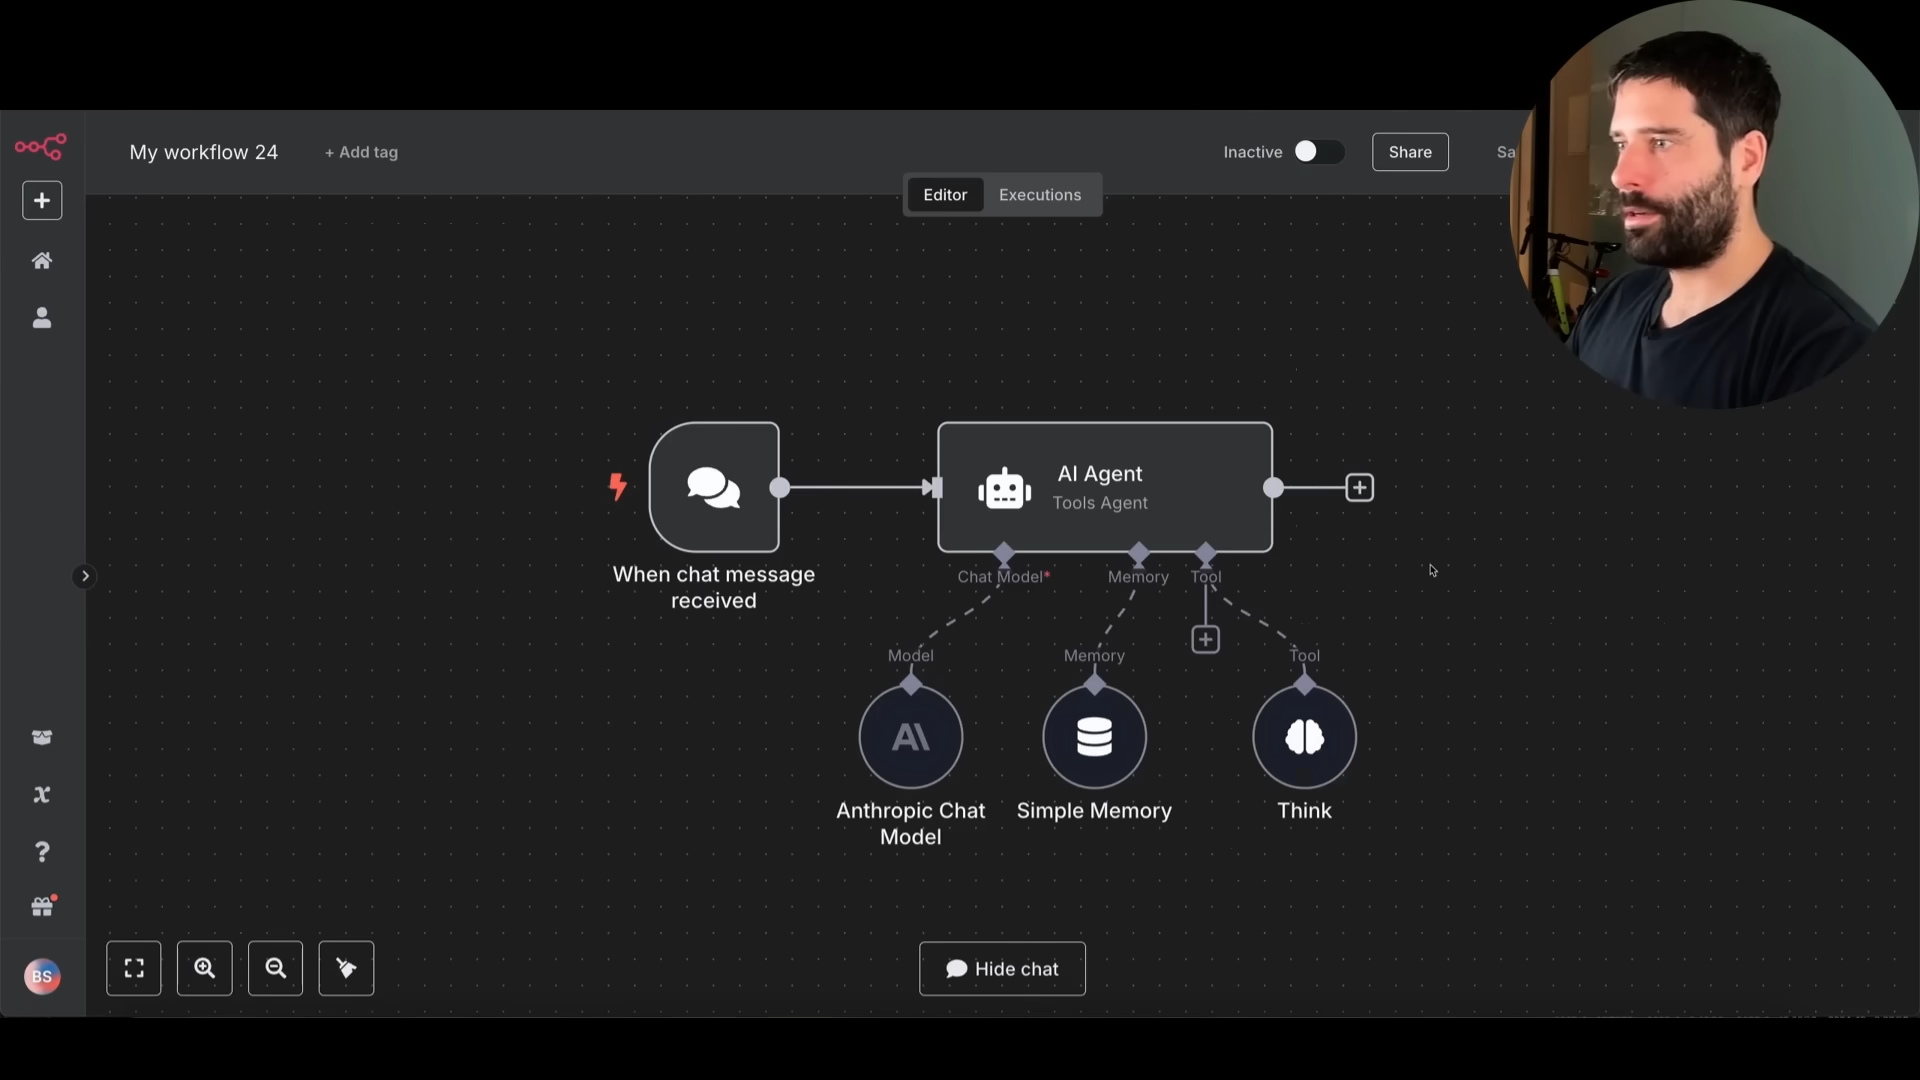 My workflow 24
+ Add tag
Inactive
Share
Sa
Editor
Executions
AI Agent
Tools Agent
When chat message
received
Chat Model*
Memory
Tool
Model
Memory
Tool
Anthropic Chat
Model
Simple Memory
Think
BS
Hide chat